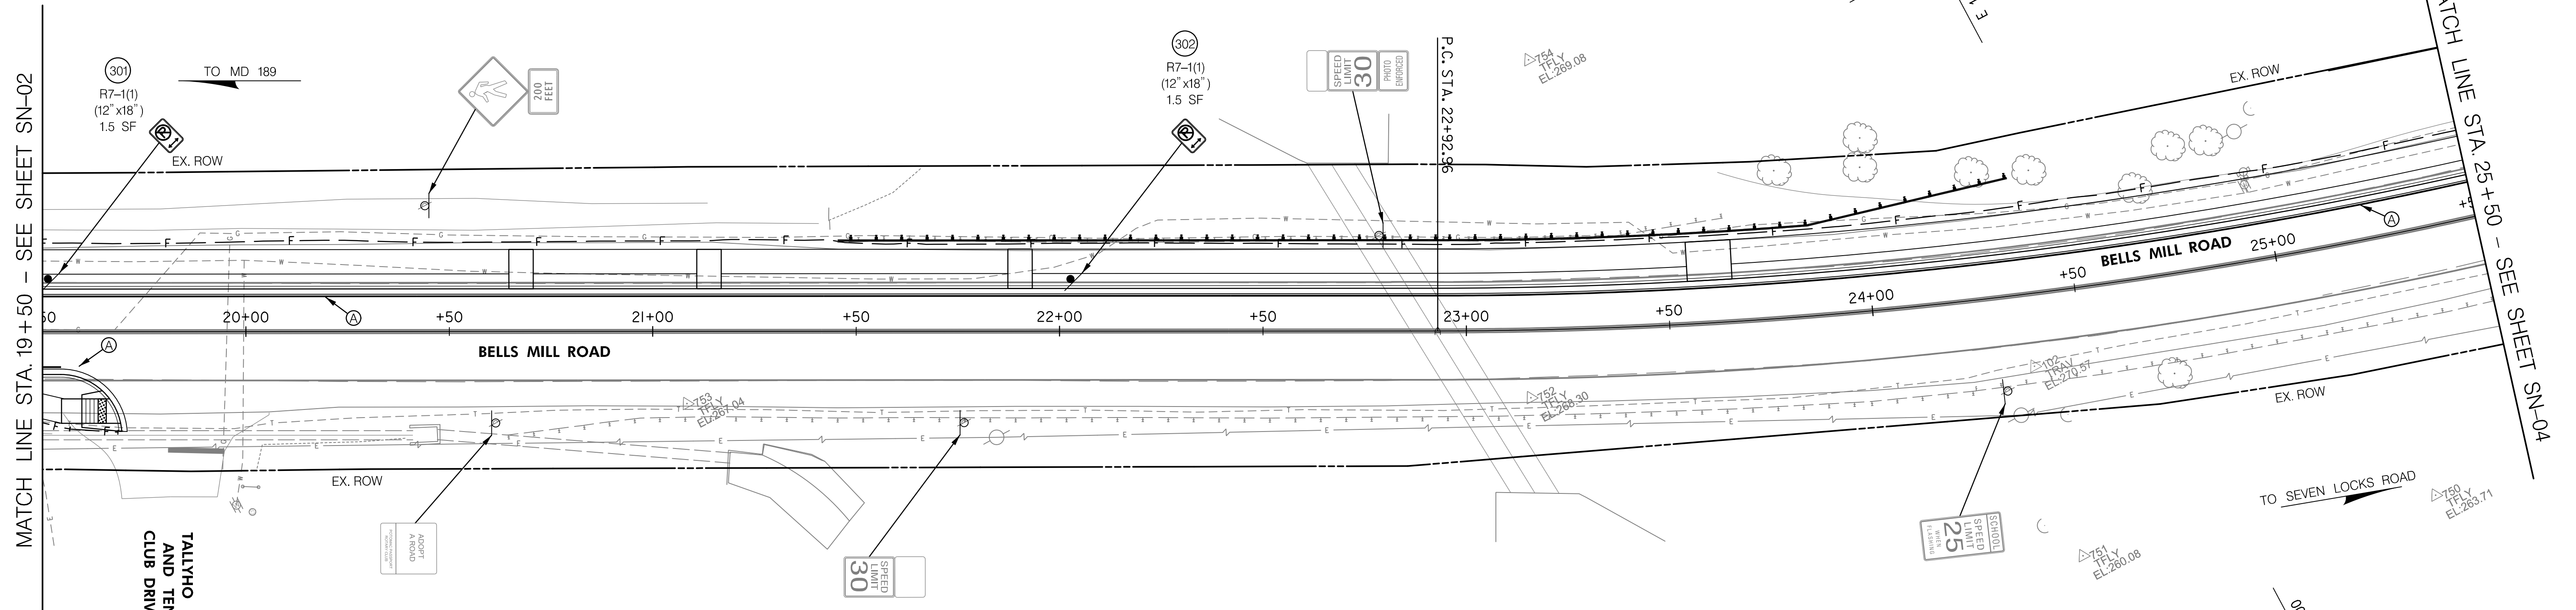 MATCH LINE STA. 19+50 - SEE SHEET SN-02
301
R7-1(1)
(12"x18")
1.5 SF
TO MD 189
EX. ROW
200
FEET
302
R7-1(1)
(12"x18")
1.5 SF
SPEED
LIMIT
30
PHOTO
ENFORCED
P.C. STA. 22+92.96
754
TFLY
EL:269.08
EX. ROW
MATCH LINE STA. 25+50 - SEE SHEET SN-04
A
A
A
20+00
+50
21+00
+50
22+00
+50
23+00
+50
24+00
+50
25+00
BELLS MILL ROAD
BELLS MILL ROAD
753
TFLY
EL:267.04
752
TFLY
EL:268.30
102
TRAV
EL:270.57
EX. ROW
EX. ROW
TALLYHO
AND TEN
CLUB DRIV
ADOPT
A ROAD
SPEED
LIMIT
30
SCHOOL
SPEED
LIMIT
25
WHEN
FLASHING
TO SEVEN LOCKS ROAD
750
TFLY
EL:263.71
751
TFLY
EL:260.08